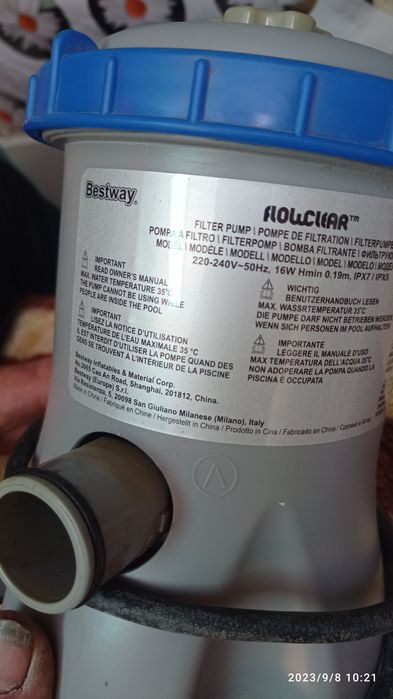 Bestway®
FLOWCLEAR™
FILTER PUMP \ POMPE DE FILTRATION \ FILTERPUMPE
POMPA A FILTRO \ FILTERPOMP \ BOMBA FILTRANTE \
MODEL \ MODÈLE \ MODELL \ MODELLO \ MODEL \ MODELO \
220-240V~50Hz, 16W Hmin 0.19m, IPX7 / IPX5
IMPORTANT
READ OWNER'S MANUAL
MAX. WATER TEMPERATURE 35°C
THE PUMP CANNOT BE USING WHILE
PEOPLE ARE INSIDE THE POOL
WICHTIG
BENUTZERHANDBUCH LESEN
MAX. WASSRTEMPERATUR 35°C
DIE PUMPE DARF NICHT BETRIEBEN WERDEN
WENN SICH PERSONEN IM POOL AUFHALTEN
IMPORTANT
LISEZ LA NOTICE D'UTILISATION
TEMPÉRATURE DE L'EAU MAXIMALE 35 °C
IL EST INTERDIT D'UTILISER LA POMPE QUAND DES
GENS SE TROUVENT À L'INTÉRIEUR DE LA PISCINE
IMPORTANTE
LEGGERE IL MANUALE D'USO
MAX TEMPERATURA DELL'ACQUA 35°C
NON ADOPERARE LA POMPA QUANDO LA
PISCINA E OCCUPATA
Bestway Inflatables & Material Corp.
No.3065 Cao An Road, Shanghai, 201812, China.
Bestway (Europe) S.r.l.
Via Resistenza, 5, 20098 San Giuliano Milanese (Milano), Italy
Made in China / Fabriqué en Chine / Hergestellt in China / Prodotto in Cina / Fabricado en China / Сделано в
A
2023/9/8 10:21